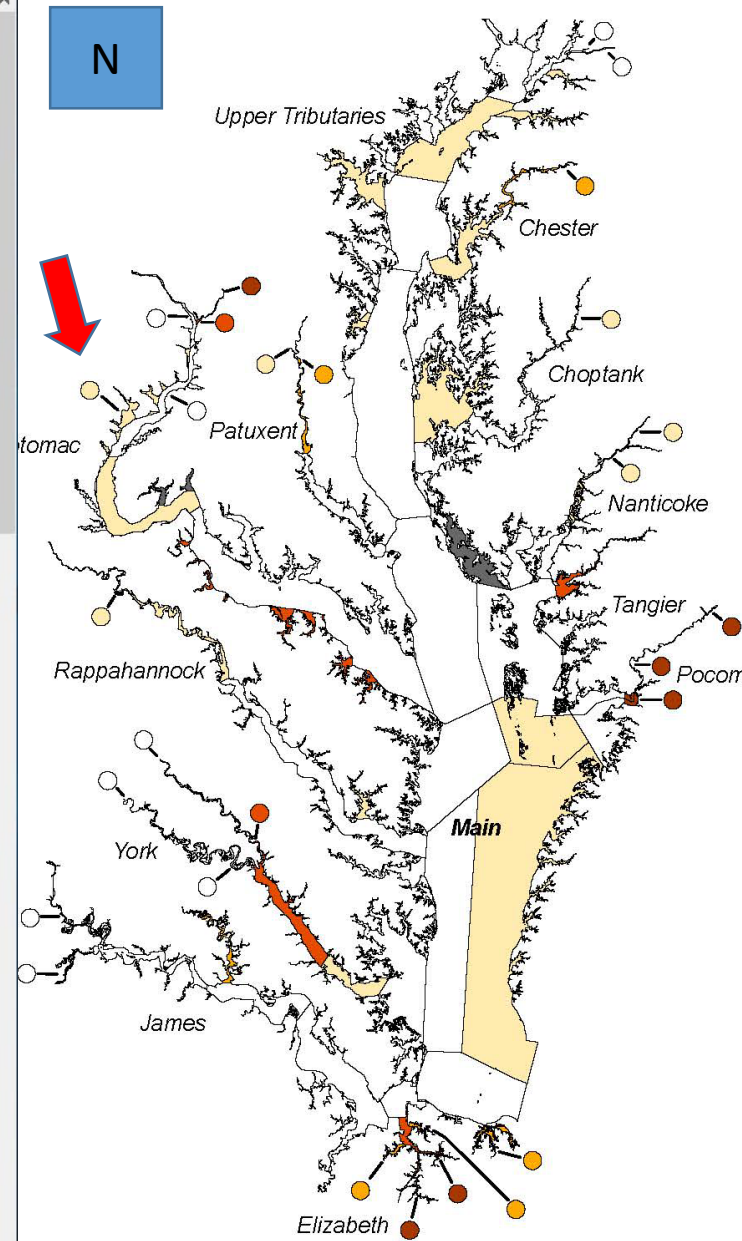 N
Upper Tributaries
Chester
Choptank
Patuxent
tomac
Nanticoke
Tangier
Rappahannock
Pocom
Main
York
James
Elizabeth